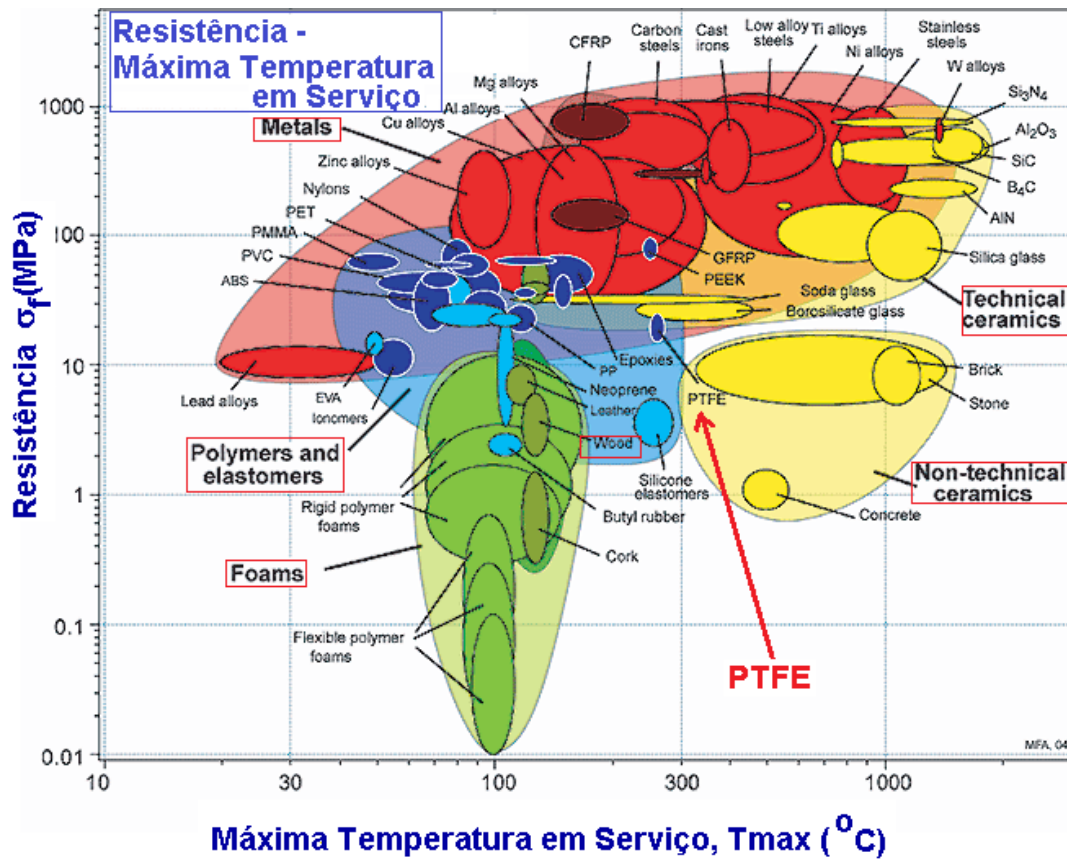 Resistência -
Máxima Temperatura
em Serviço
CFRP
Carbon
steels
Cast
irons
Low alloy
steels
Ti alloys
Ni alloys
Stainless
steels
W alloys
Mg alloys
Al alloys
Cu alloys
Metals
Zinc alloys
Nylons
PET
PMMA
PVC
ABS
Si3N4
Al2O3
SiC
B4C
AlN
Silica glass
GFRP
PEEK
Soda glass
Borosilicate glass
Technical
ceramics
Lead alloys
EVA
Ionomers
Epoxies
PP
Neoprene
Leather
Wood
PTFE
Brick
Stone
Polymers and
elastomers
Silicone
elastomers
Non-technical
ceramics
Rigid polymer
foams
Butyl rubber
Concrete
Cork
Foams
Flexible polymer
foams
PTFE
MFA, 04
Resistência σf(MPa)
1000
100
10
1
0.1
0.01
10
30
100
300
1000
Máxima Temperatura em Serviço, Tmax (°C)